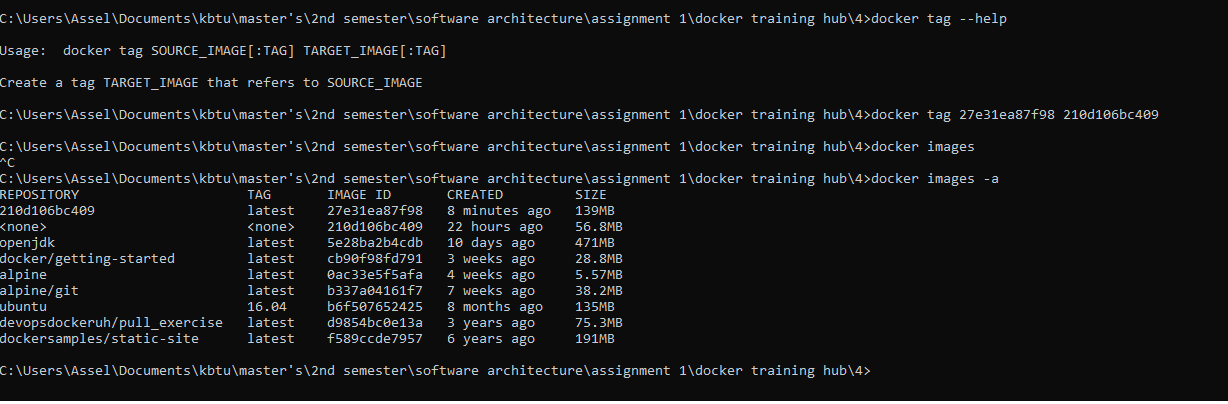 C:\Users\Assel\Documents\kbtu\master's\2nd semester\software architecture\assignment 1\docker training hub\4>docker tag --help
Usage:  docker tag SOURCE_IMAGE[:TAG] TARGET_IMAGE[:TAG]
Create a tag TARGET_IMAGE that refers to SOURCE_IMAGE
C:\Users\Assel\Documents\kbtu\master's\2nd semester\software architecture\assignment 1\docker training hub\4>docker tag 27e31ea87f98 210d106bc409
C:\Users\Assel\Documents\kbtu\master's\2nd semester\software architecture\assignment 1\docker training hub\4>docker images
^C
C:\Users\Assel\Documents\kbtu\master's\2nd semester\software architecture\assignment 1\docker training hub\4>docker images -a
REPOSITORY                   TAG       IMAGE ID       CREATED         SIZE
210d106bc409                 latest    27e31ea87f98   8 minutes ago   139MB
<none>                       <none>    210d106bc409   22 hours ago    56.8MB
openjdk                      latest    5e28ba2b4cdb   10 days ago     471MB
docker/getting-started       latest    cb90f98fd791   3 weeks ago     28.8MB
alpine                       latest    0ac33e5f5afa   4 weeks ago     5.57MB
alpine/git                   latest    b337a04161f7   7 weeks ago     38.2MB
ubuntu                       16.04     b6f507652425   8 months ago    135MB
devopsdockeruh/pull_exercise   latest    d9854bc0e13a   3 years ago     75.3MB
dockersamples/static-site    latest    f589ccde7957   6 years ago     191MB
C:\Users\Assel\Documents\kbtu\master's\2nd semester\software architecture\assignment 1\docker training hub\4>